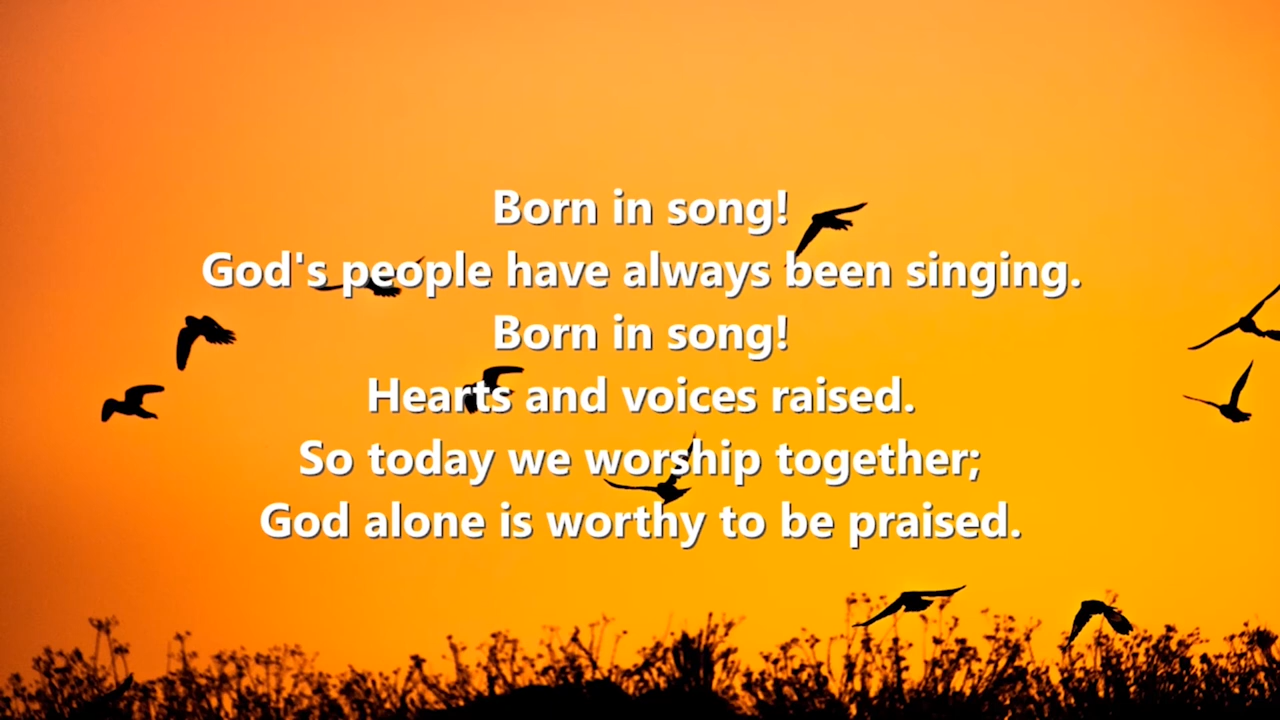 Born in song!
God's people have always been singing.
Born in song!
Hearts and voices raised.
So today we worship together;
God alone is worthy to be praised.